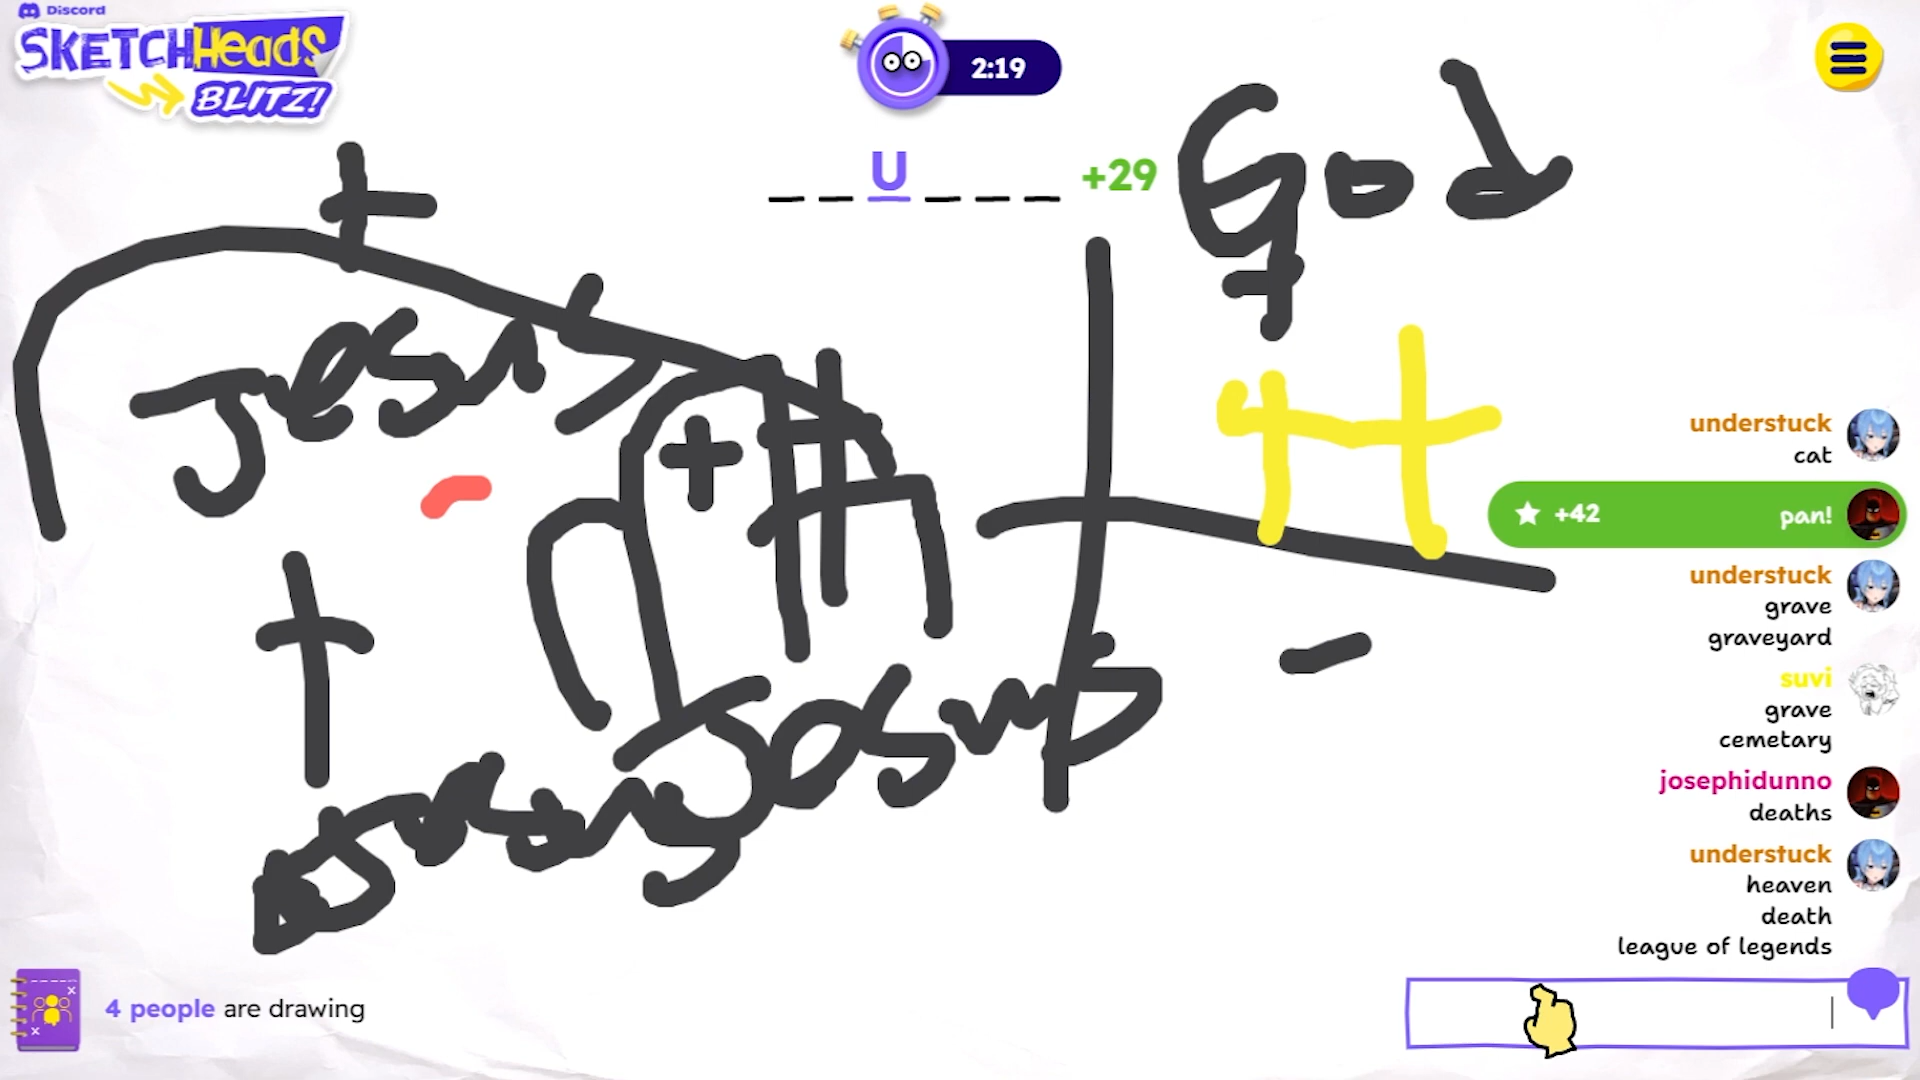 Discord
SKETCHHeadS
BLITZ!
2:19
U
+29
God
Jesus
understuck
cat
+42 pan!
understuck
grave
graveyard
suvi
grave
cemetary
josephidunno
deaths
understuck
heaven
death
league of legends
4 people are drawing